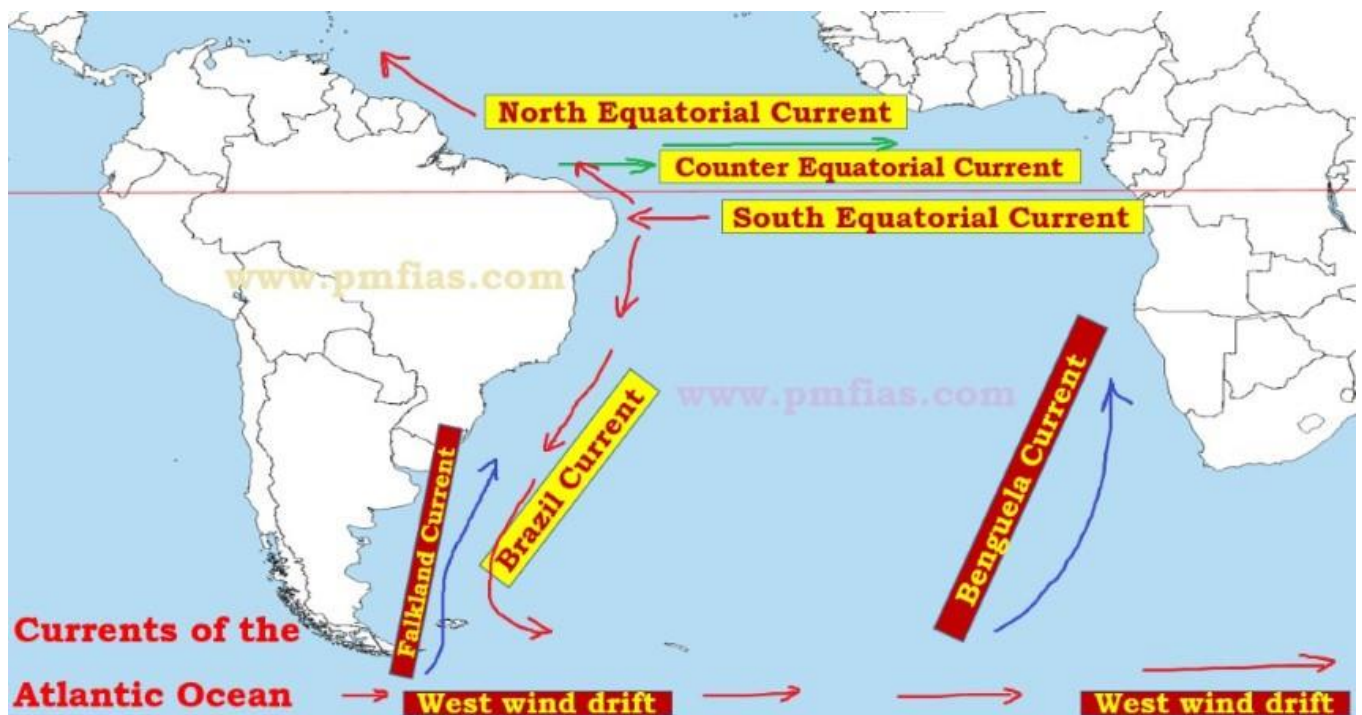 North Equatorial Current
Counter Equatorial Current
South Equatorial Current
www.pmfias.com
www.pmfias.com
Brazil Current
Falkland Current
Benguela Current
Currents of the
Atlantic Ocean
West wind drift
West wind drift